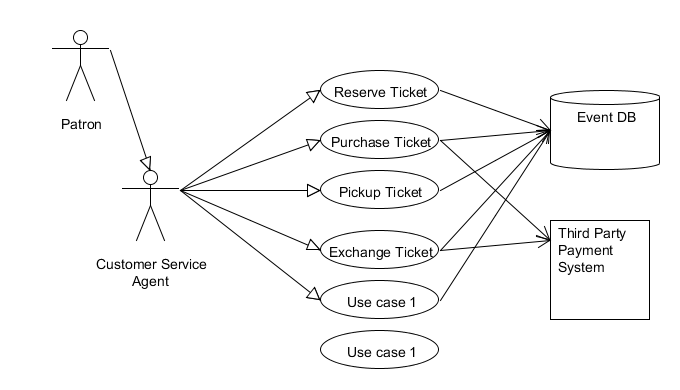 Patron
Customer Service
Agent
Reserve Ticket
Purchase Ticket
Pickup Ticket
Exchange Ticket
Use case 1
Use case 1
Event DB
Third Party
Payment
System